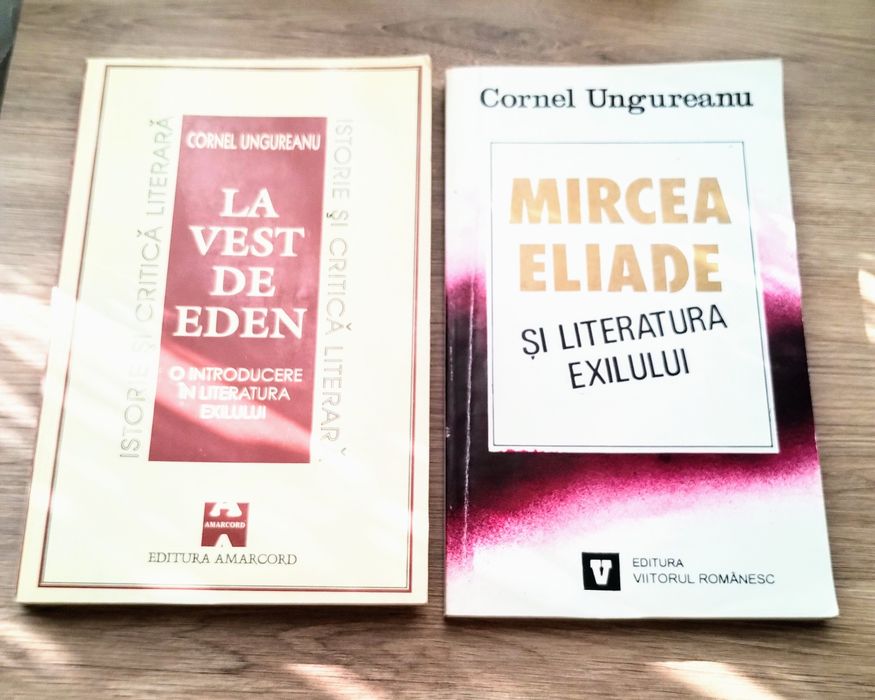 ISTORIE ȘI CRITICĂ LITERARĂ
CORNEL UNGUREANU
LA
VEST
DE
EDEN
O INTRODUCERE
ÎN LITERATURA
EXILULUI
ISTORIE ȘI CRITICĂ LITERARĂ
AMARCORD
EDITURA AMARCORD
Cornel Ungureanu
MIRCEA
ELIADE
ȘI LITERATURA
EXILULUI
V
EDITURA
VIITORUL ROMÂNESC